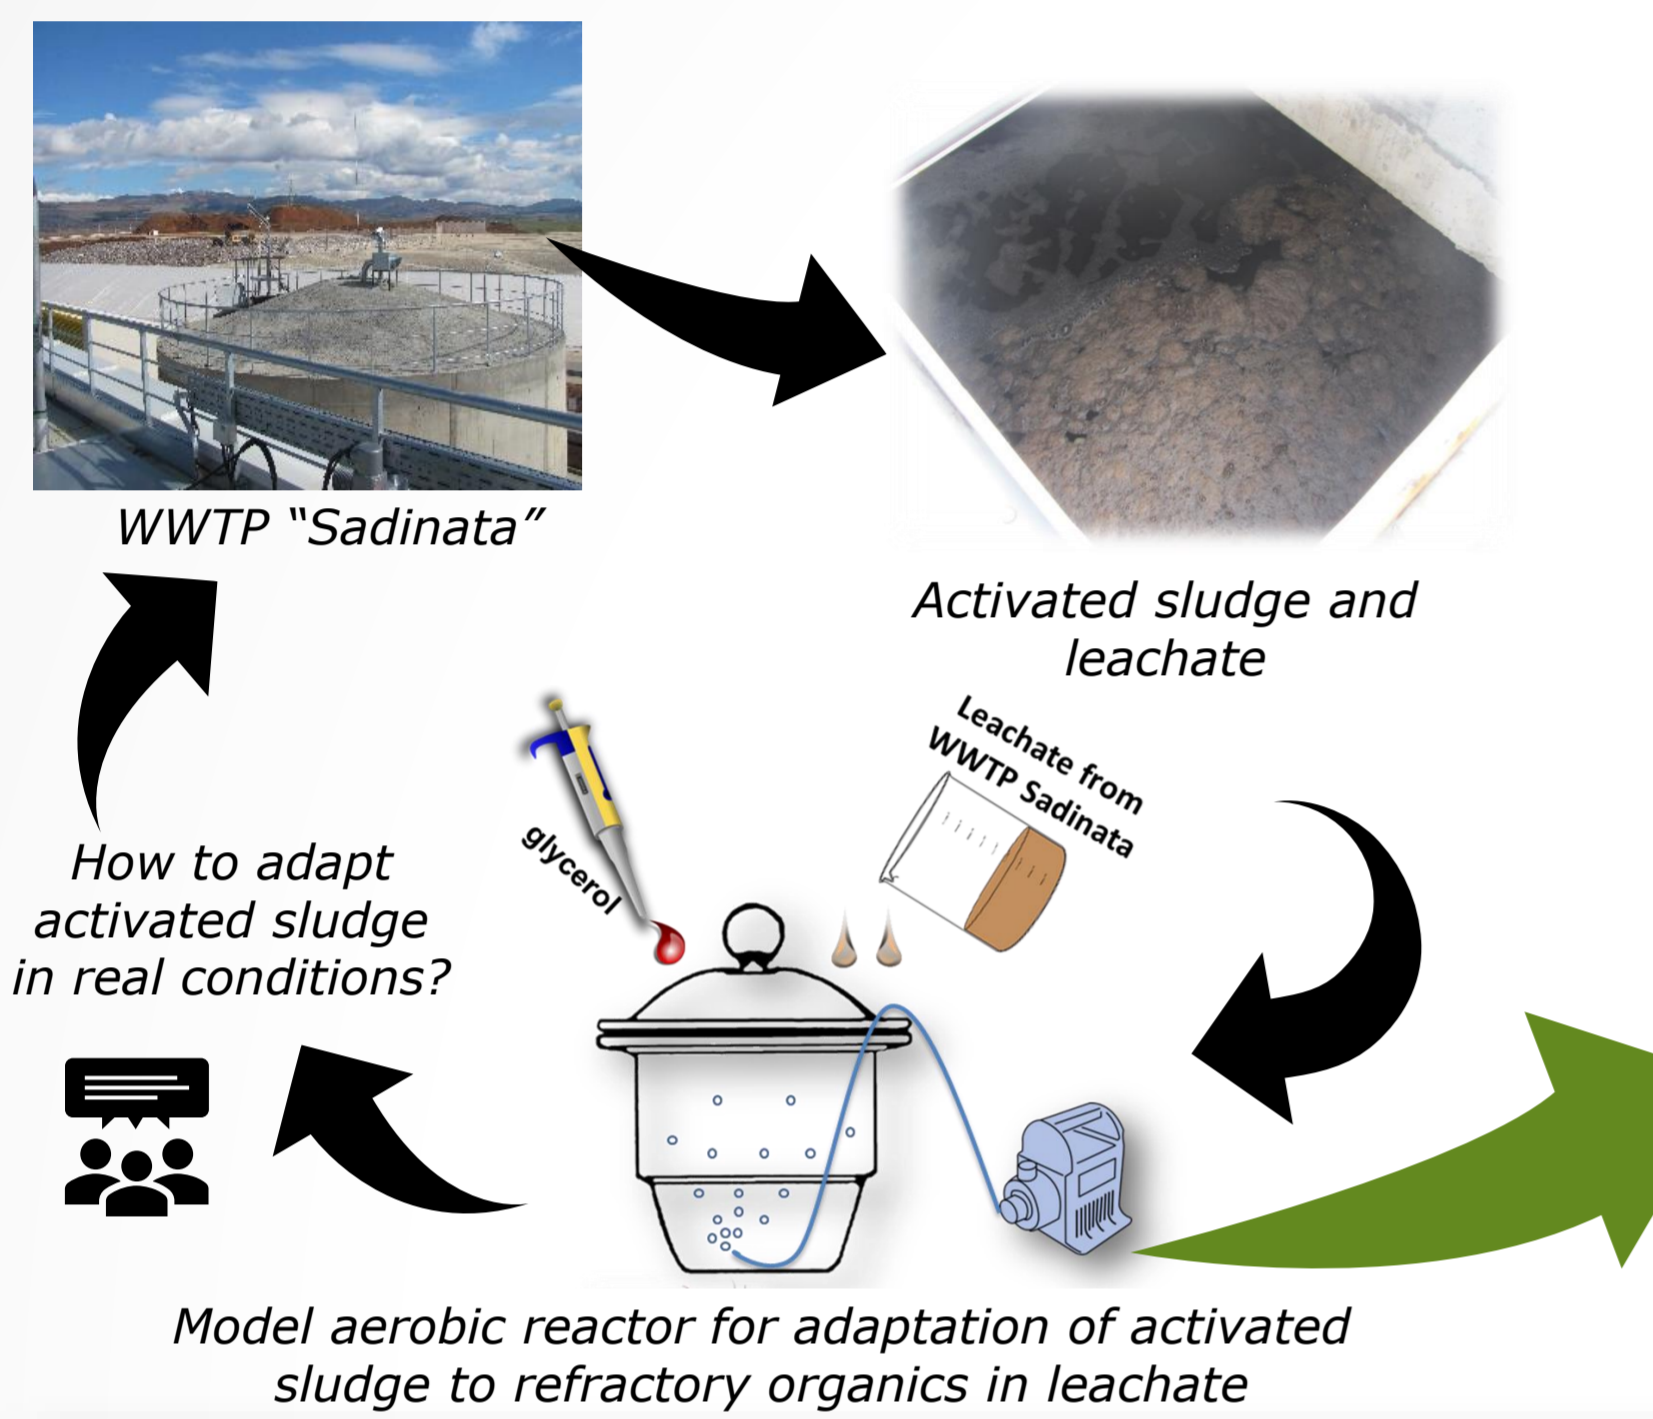 WWTP “Sadinata”
Activated sludge and
leachate
Leachate from
WWTP Sadinata
glycerol
How to adapt
activated sludge
in real conditions?
Model aerobic reactor for adaptation of activated
sludge to refractory organics in leachate